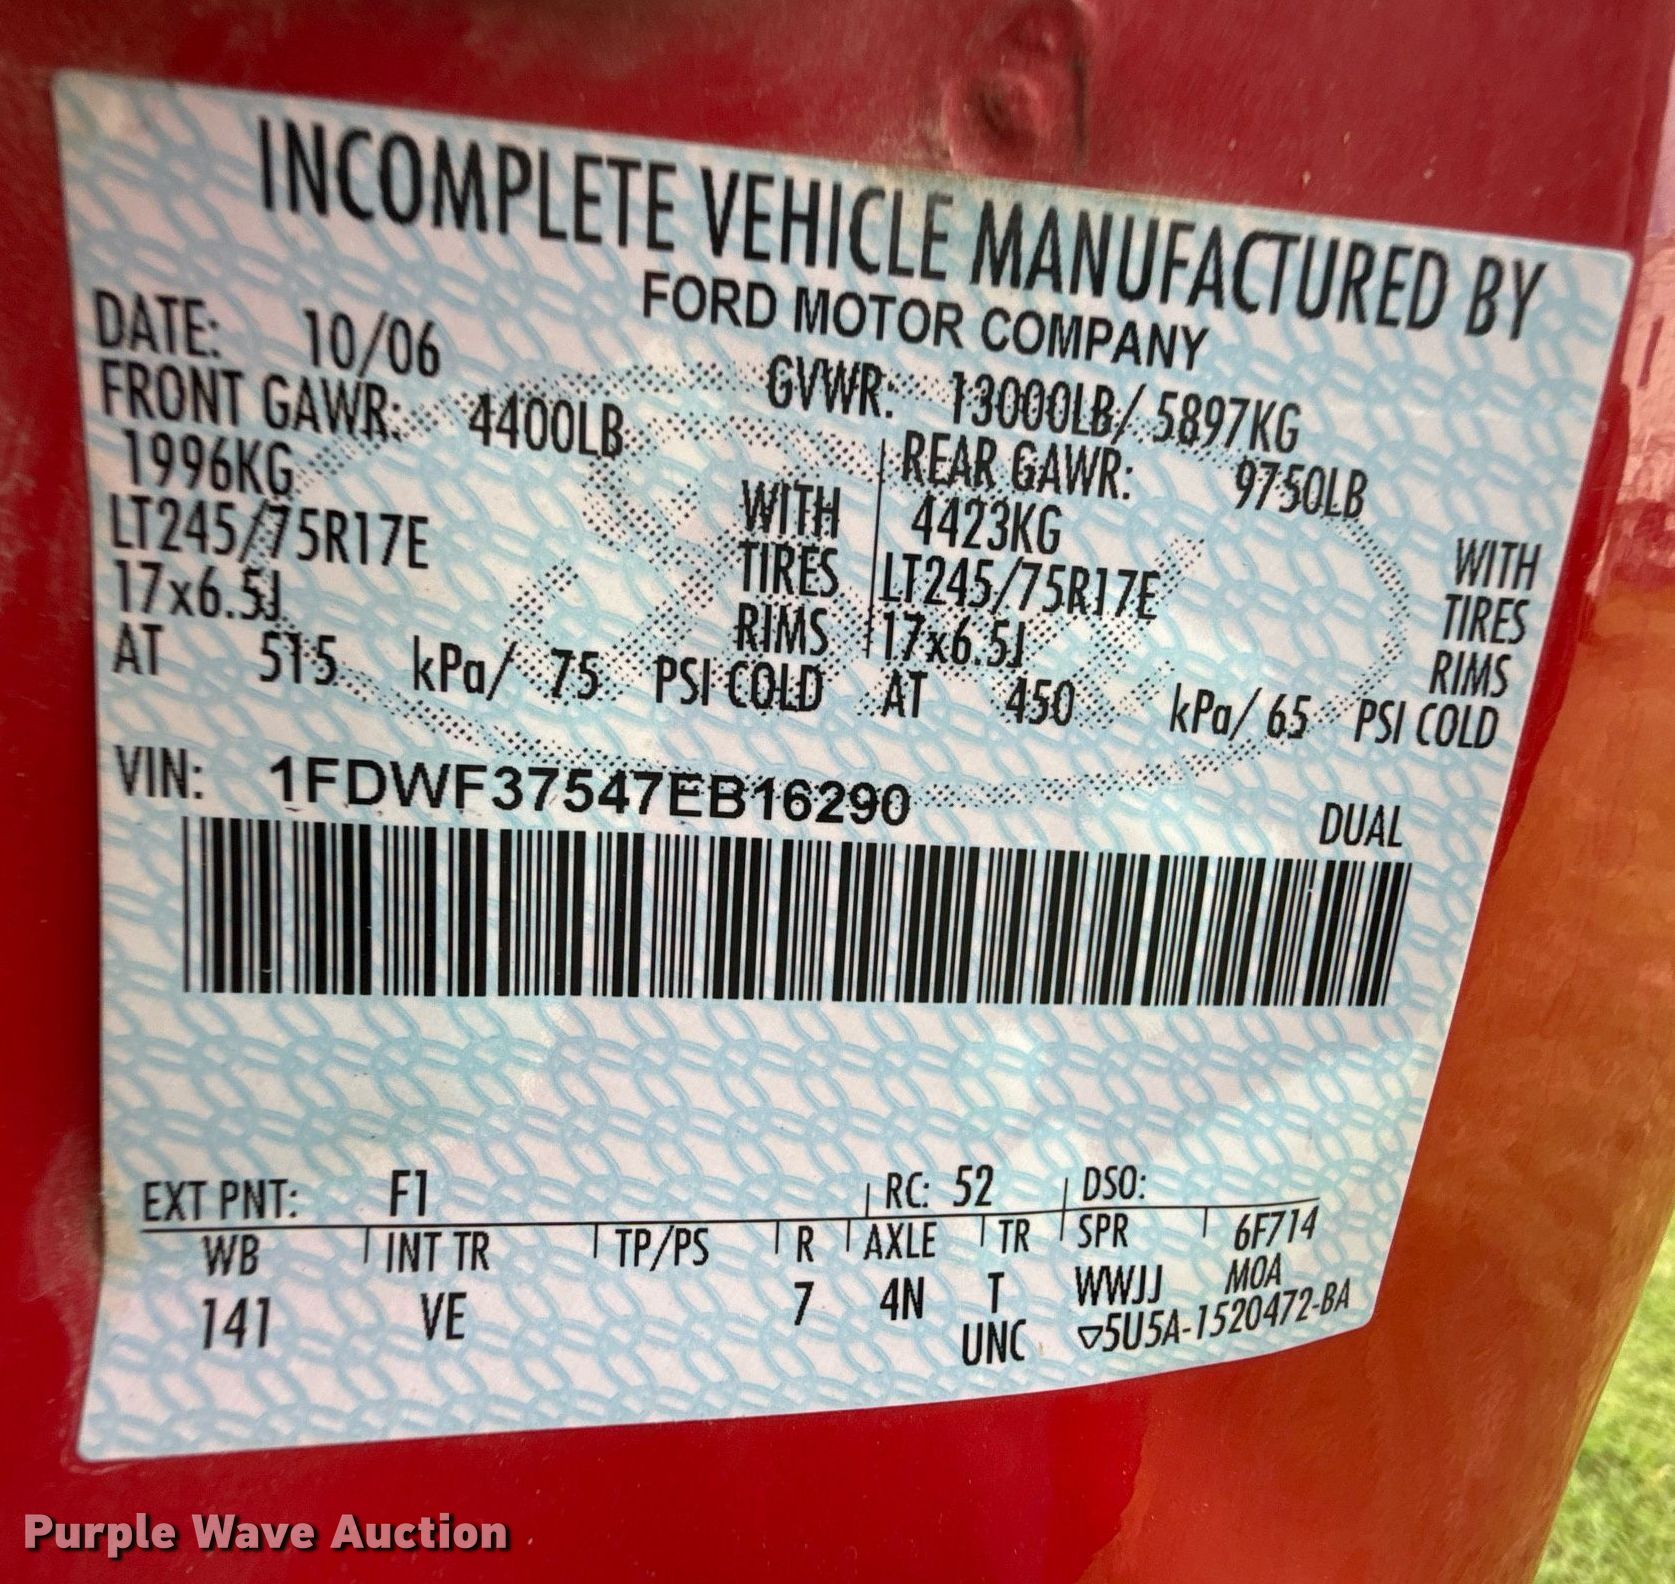 INCOMPLETE VEHICLE MANUFACTURED BY
FORD MOTOR COMPANY
DATE: 10/06 GVWR: 13000LB/ 5897KG
FRONT GAWR: 4400LB REAR GAWR: 9750LB
1996KG WITH 4423KG WITH
LT245/75R17E TIRES LT245/75R17E TIRES
17x6.5J RIMS 17x6.5J RIMS
AT 515 kPa/ 75 PSI COLD AT 450 kPa/ 65 PSI COLD
VIN: 1FDWF37547EB16290
DUAL
EXT PNT: F1 RC: 52 DSO:
WB INT TR TP/PS R AXLE TR SPR 6F714
141 VE 7 4N T WWJJ MOA
UNC ▽5U5A-1520472-BA
Purple Wave Auction